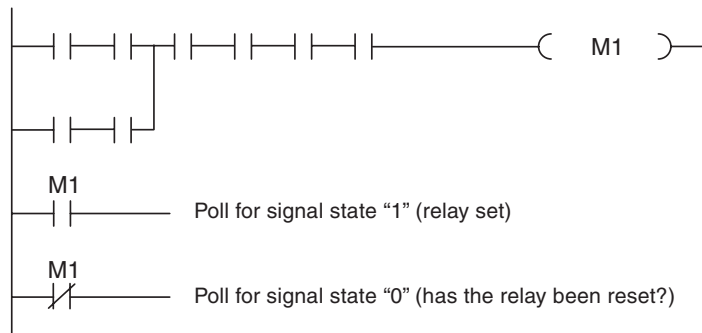 M1
M1
Poll for signal state “1” (relay set)
M1
Poll for signal state “0” (has the relay been reset?)